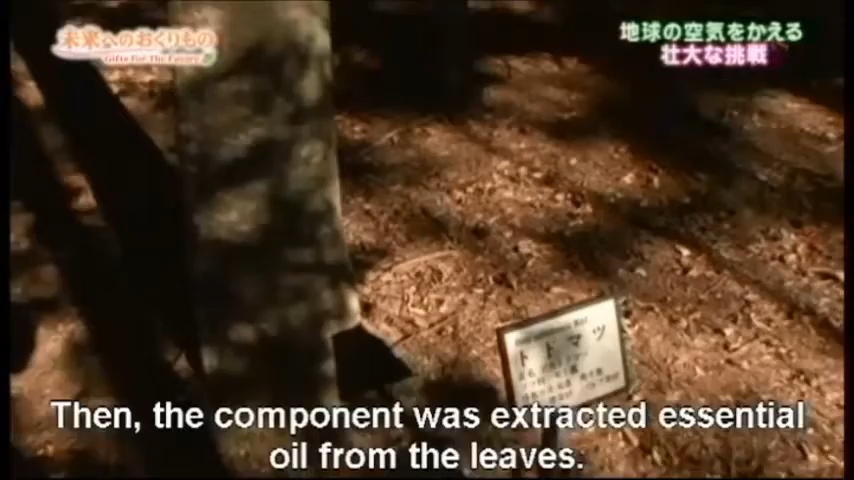 未来へのおくりもの
Gifts For The Future
地球の空気をかえる
壮大な挑戦
トドマツ
Then, the component was extracted essential
oil from the leaves.